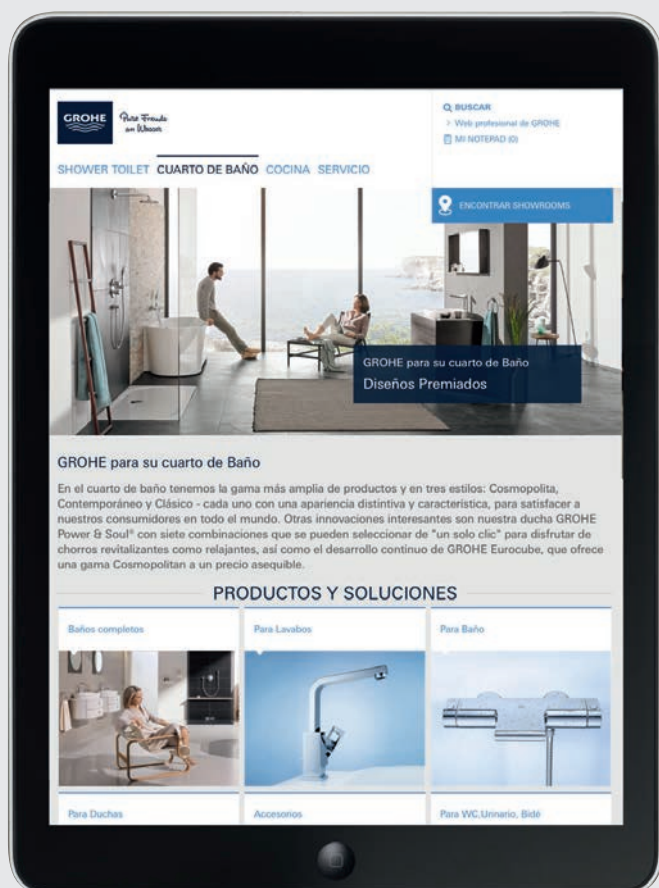 GROHE
Pure Freude
an Wasser
BUSCAR
> Web profesional de GROHE
MI NOTEPAD (0)
SHOWER TOILET CUARTO DE BAÑO COCINA SERVICIO
ENCONTRAR SHOWROOMS
GROHE para su cuarto de Baño
Diseños Premiados
GROHE para su cuarto de Baño
En el cuarto de baño tenemos la gama más amplia de productos y en tres estilos: Cosmopolita,
Contemporáneo y Clásico - cada uno con una apariencia distintiva y caracteristica, para satisfacer a
nuestros consumidores en todo el mundo. Otras innovaciones interesantes son nuestra ducha GROHE
Power & Soul® con siete combinaciones que se pueden seleccionar de "un solo clic" para disfrutar de
chorros revitalizantes como relajantes, así como el desarrollo continuo de GROHE Eurocube, que ofrece
una gama Cosmopolitan a un precio asequible.
PRODUCTOS Y SOLUCIONES
Baños completos
Para Lavabos
Para Baño
Para Duchas
Accesorios
Para WC,Urinario, Bidé